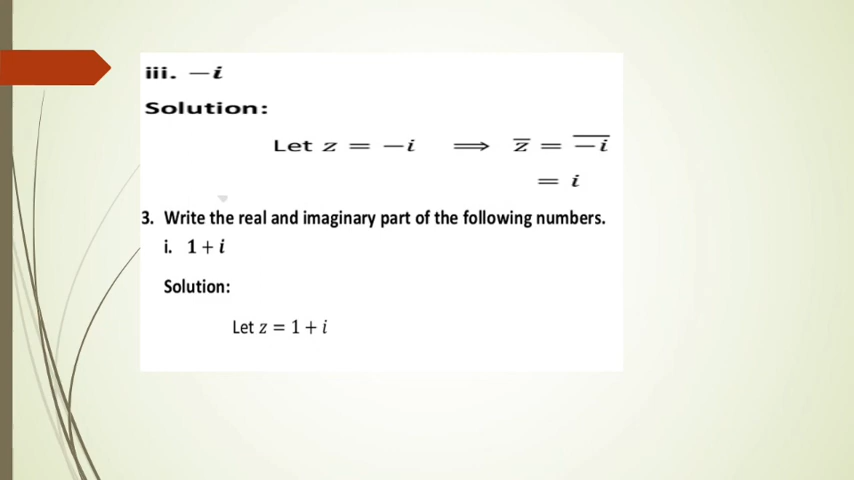 iii. −i
Solution:
Let z = −i ⟹ z̅ = −̅i̅
= i
3. Write the real and imaginary part of the following numbers.
i. 1 + i
Solution:
Let z = 1 + i